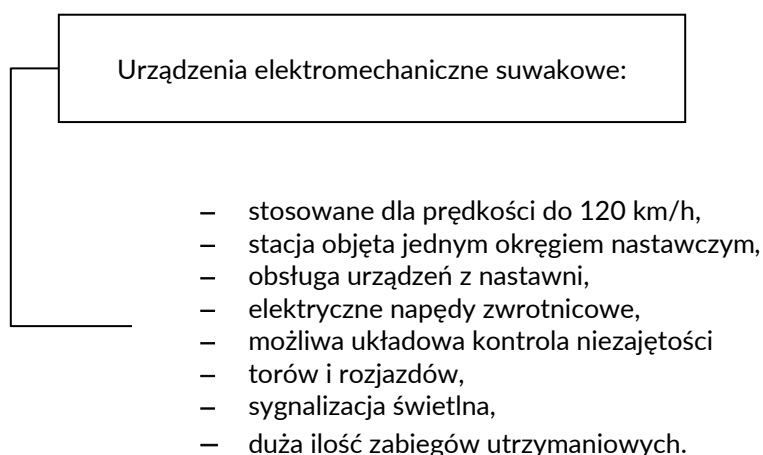 Urządzenia elektromechaniczne suwakowe:
– stosowane dla prędkości do 120 km/h,
– stacja objęta jednym okręgiem nastawczym,
– obsługa urządzeń z nastawni,
– elektryczne napędy zwrotnicowe,
– możliwa układowa kontrola niezajętości
– torów i rozjazdów,
– sygnalizacja świetlna,
– duża ilość zabiegów utrzymaniowych.